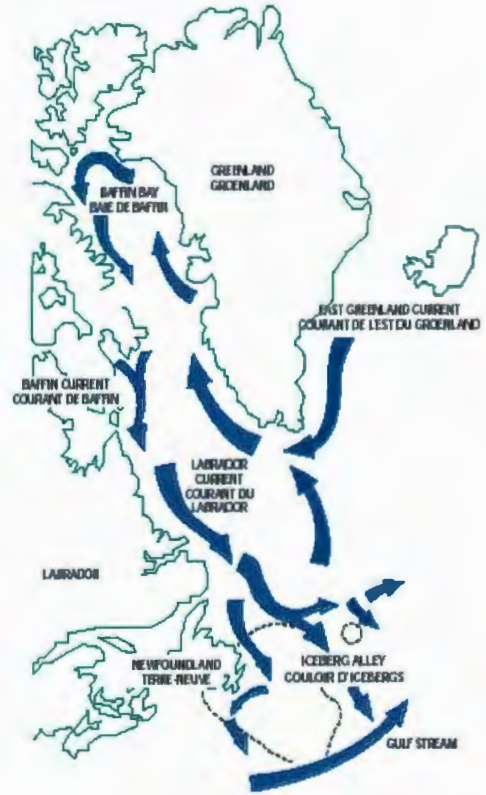 GREENLAND
GROENLAND
BAFFIN BAY
BAIE DE BAFFIN
EAST GREENLAND CURRENT
COURANT DE L'EST DU GROENLAND
BAFFIN CURRENT
COURANT DE BAFFIN
LABRADOR
CURRENT
COURANT DU
LABRADOR
LABRADOR
NEWFOUNDLAND
TERRE-NEUVE
ICEBERG ALLEY
COULOIR D'ICEBERGS
GULF STREAM